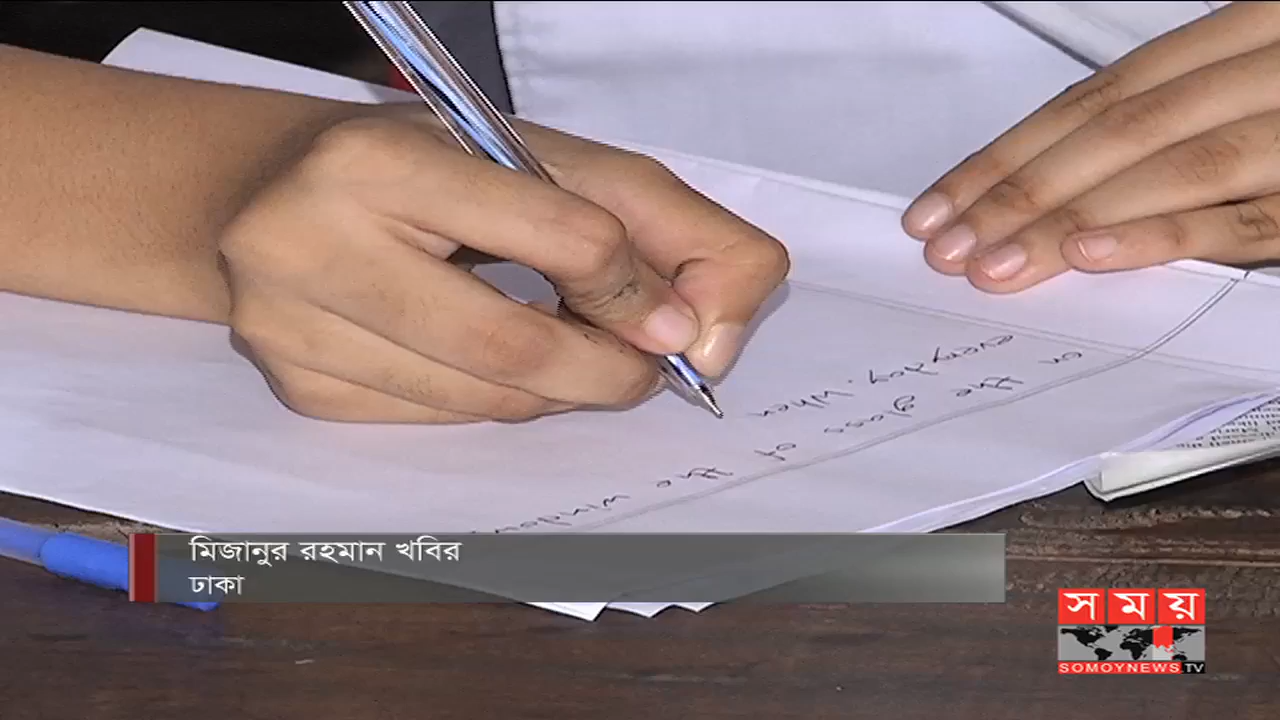 on the glass of the window
everyday. When
মিজানুর রহমান খবির
ঢাকা
সময়
SOMOYNEWS.TV